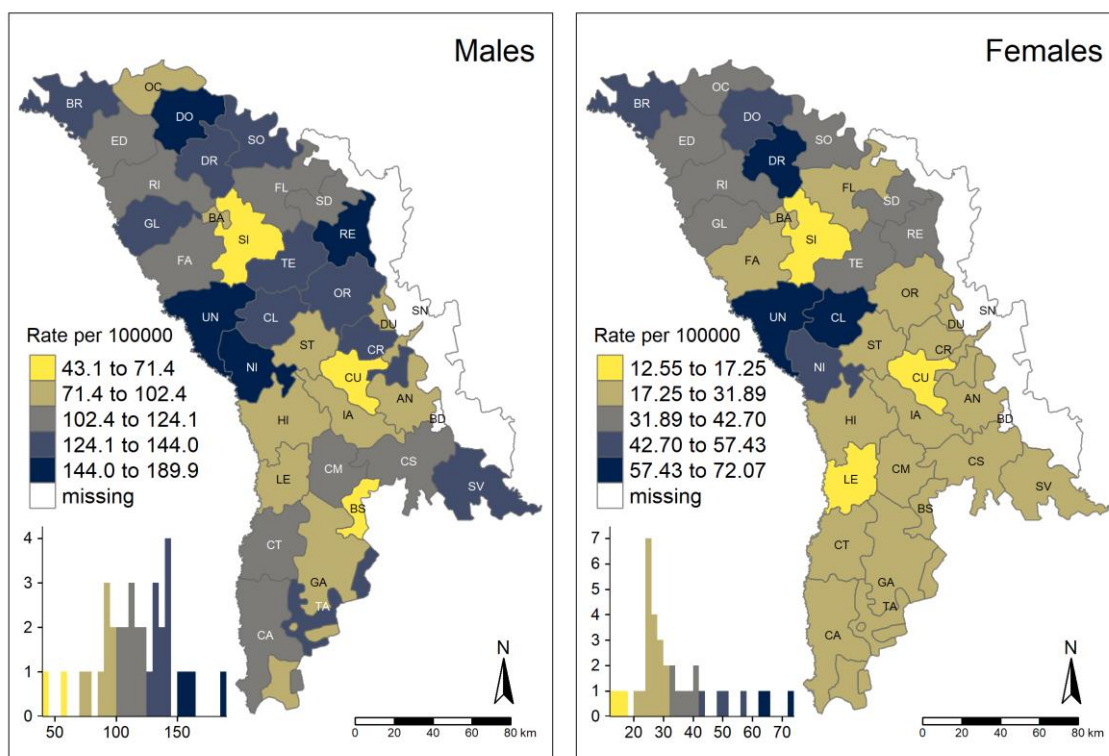 Males
OC
BR
DO
SO
ED
DR
RI
FL
SD
BA
GL
SI
RE
FA
TE
OR
UN
SN
DU
CL
ST
CR
NI
CU
AN
IA
BD
HI
LE
CM
CS
SV
BS
CT
GA
TA
CA
Rate per 100000
43.1 to 71.4
71.4 to 102.4
102.4 to 124.1
124.1 to 144.0
144.0 to 189.9
missing
4
3
2
1
0
50 100 150
N
0 20 40 60 80 km
Females
OC
BR
DO
SO
ED
DR
RI
FL
SD
BA
GL
SI
RE
FA
TE
OR
UN
SN
DU
CL
ST
CR
NI
CU
AN
IA
BD
HI
LE
CM
CS
SV
BS
CT
GA
TA
CA
Rate per 100000
12.55 to 17.25
17.25 to 31.89
31.89 to 42.70
42.70 to 57.43
57.43 to 72.07
missing
7
6
5
4
3
2
1
0
10 20 30 40 50 60 70
N
0 20 40 60 80 km